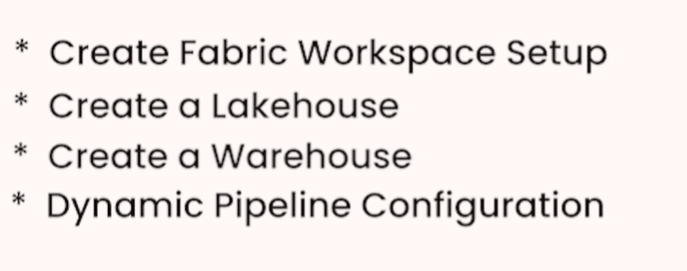 * Create Fabric Workspace Setup
* Create a Lakehouse
* Create a Warehouse
* Dynamic Pipeline Configuration